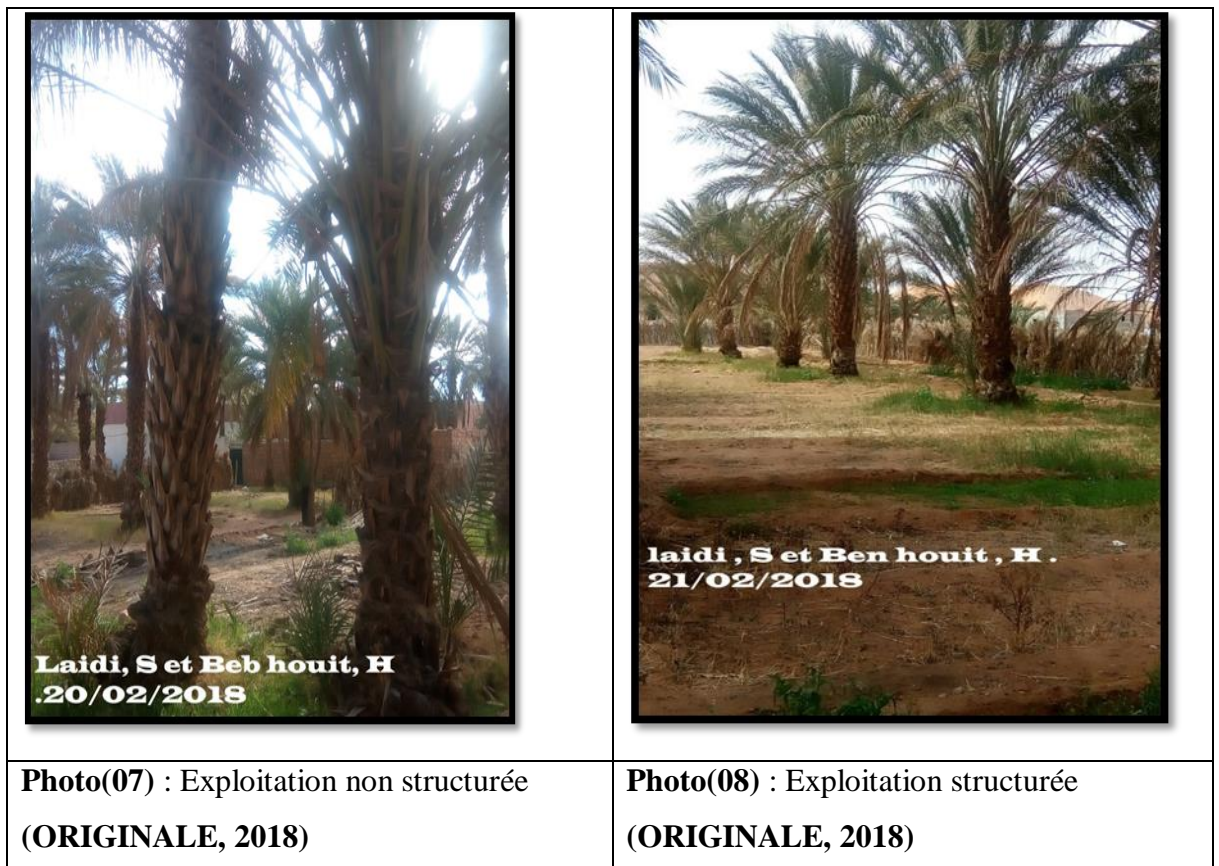 Laidi, S et Beb houit, H
.20/02/2018
laidi , S et Ben houit , H .
21/02/2018
Photo(07) : Exploitation non structurée
(ORIGINALE, 2018)
Photo(08) : Exploitation structurée
(ORIGINALE, 2018)